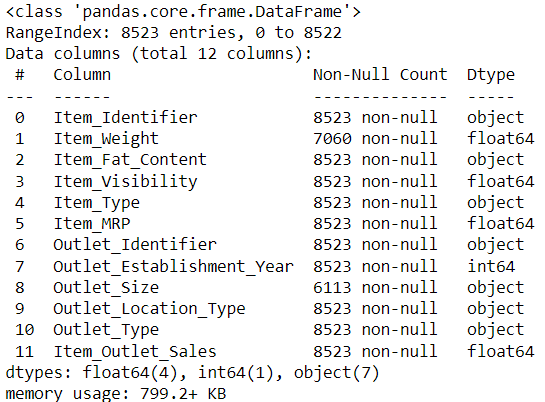 <class 'pandas.core.frame.DataFrame'>
RangeIndex: 8523 entries, 0 to 8522
Data columns (total 12 columns):
 #   Column                     Non-Null Count  Dtype
---  ------                     --------------  -----
 0   Item_Identifier            8523 non-null   object
 1   Item_Weight                7060 non-null   float64
 2   Item_Fat_Content           8523 non-null   object
 3   Item_Visibility            8523 non-null   float64
 4   Item_Type                  8523 non-null   object
 5   Item_MRP                   8523 non-null   float64
 6   Outlet_Identifier          8523 non-null   object
 7   Outlet_Establishment_Year  8523 non-null   int64
 8   Outlet_Size                6113 non-null   object
 9   Outlet_Location_Type       8523 non-null   object
 10  Outlet_Type                8523 non-null   object
 11  Item_Outlet_Sales          8523 non-null   float64
dtypes: float64(4), int64(1), object(7)
memory usage: 799.2+ KB